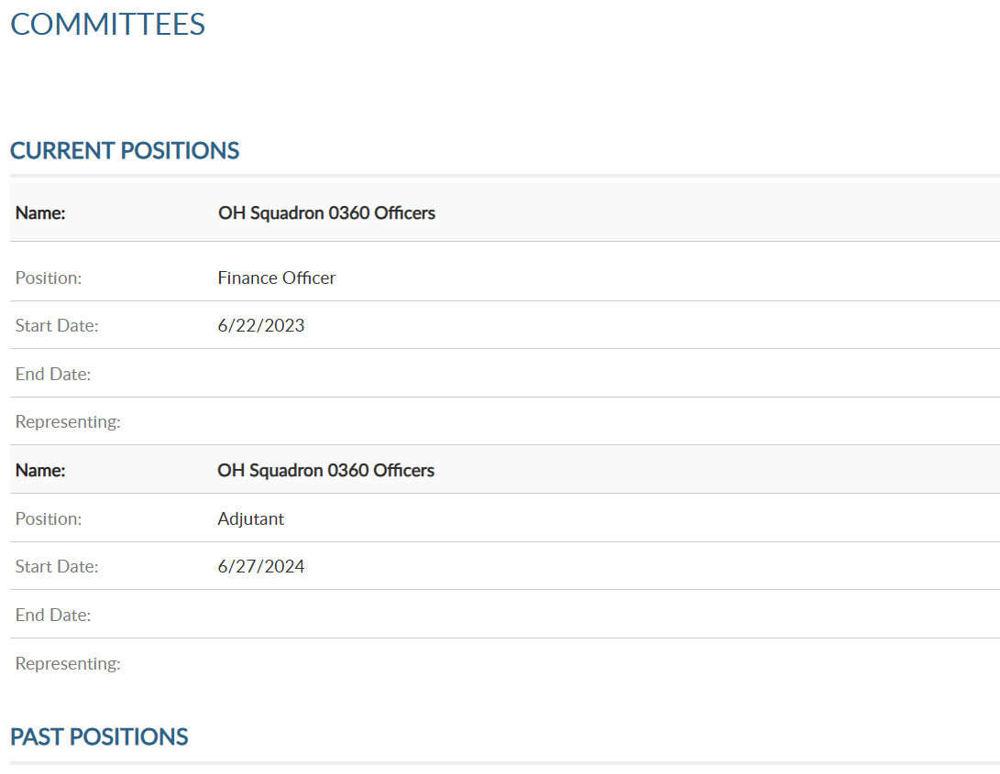 COMMITTEES
CURRENT POSITIONS
Name: OH Squadron 0360 Officers
Position: Finance Officer
Start Date: 6/22/2023
End Date:
Representing:
Name: OH Squadron 0360 Officers
Position: Adjutant
Start Date: 6/27/2024
End Date:
Representing:
PAST POSITIONS